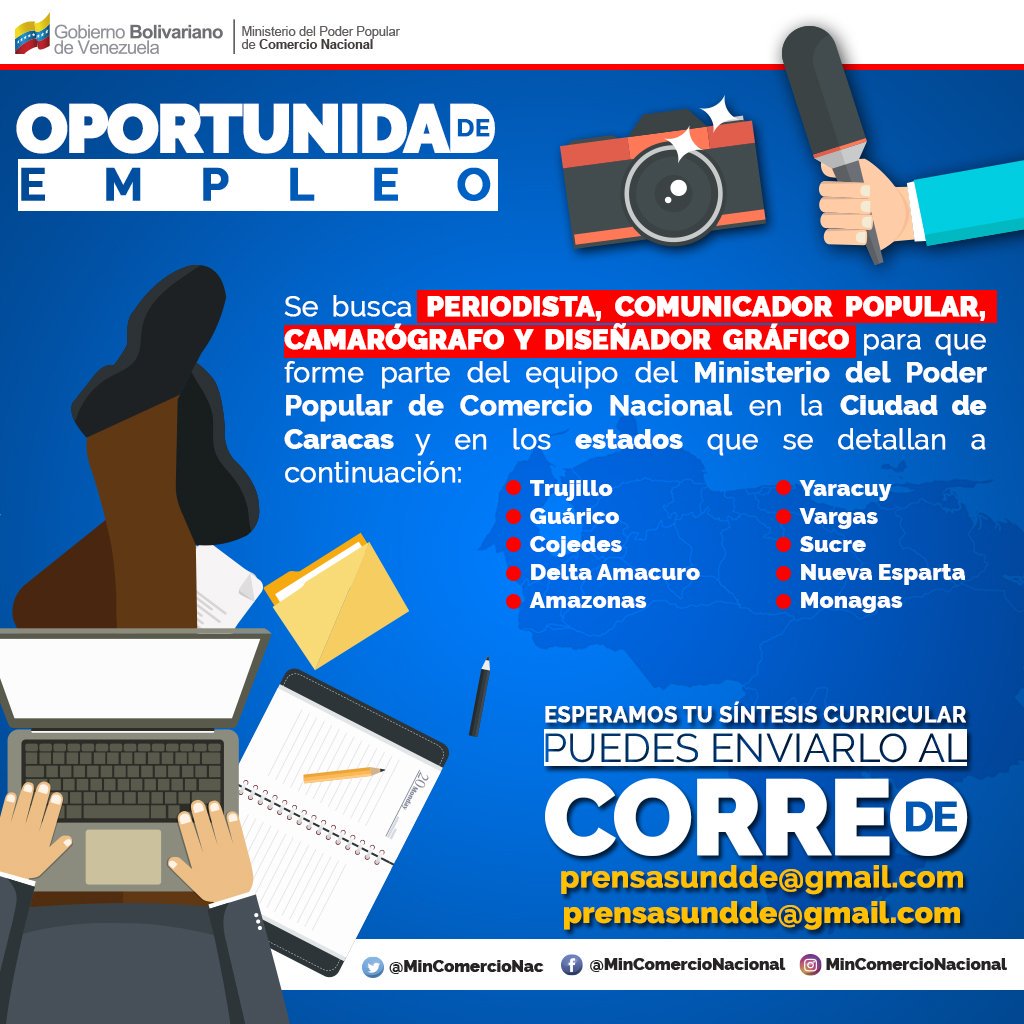 Gobierno Bolivariano
de Venezuela
Ministerio del Poder Popular
de Comercio Nacional
OPORTUNIDA DE
EMPLEO
Se busca PERIODISTA, COMUNICADOR POPULAR,
CAMARÓGRAFO Y DISEÑADOR GRÁFICO para que
forme parte del equipo del Ministerio del Poder
Popular de Comercio Nacional en la Ciudad de
Caracas y en los estados que se detallan a
continuación:
Trujillo
Guárico
Cojedes
Delta Amacuro
Amazonas
Yaracuy
Vargas
Sucre
Nueva Esparta
Monagas
20 Monday
ESPERAMOS TU SÍNTESIS CURRICULAR
PUEDES ENVIARLO AL
CORREO DE
prensasundde@gmail.com
prensasundde@gmail.com
@MinComercioNac @MinComercioNacional MinComercioNacional